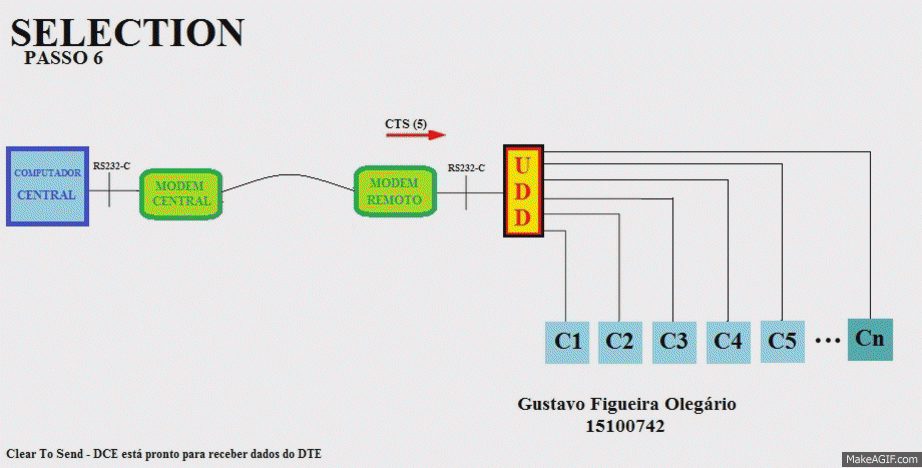 SELECTION
PASSO 6
CTS (5)
COMPUTADOR
CENTRAL
RS232-C
MODEM
CENTRAL
MODEM
REMOTO
RS232-C
U
D
D
C1 C2 C3 C4 C5 ... Cn
Gustavo Figueira Olegário
15100742
Clear To Send - DCE está pronto para receber dados do DTE
MakeAGIF.com